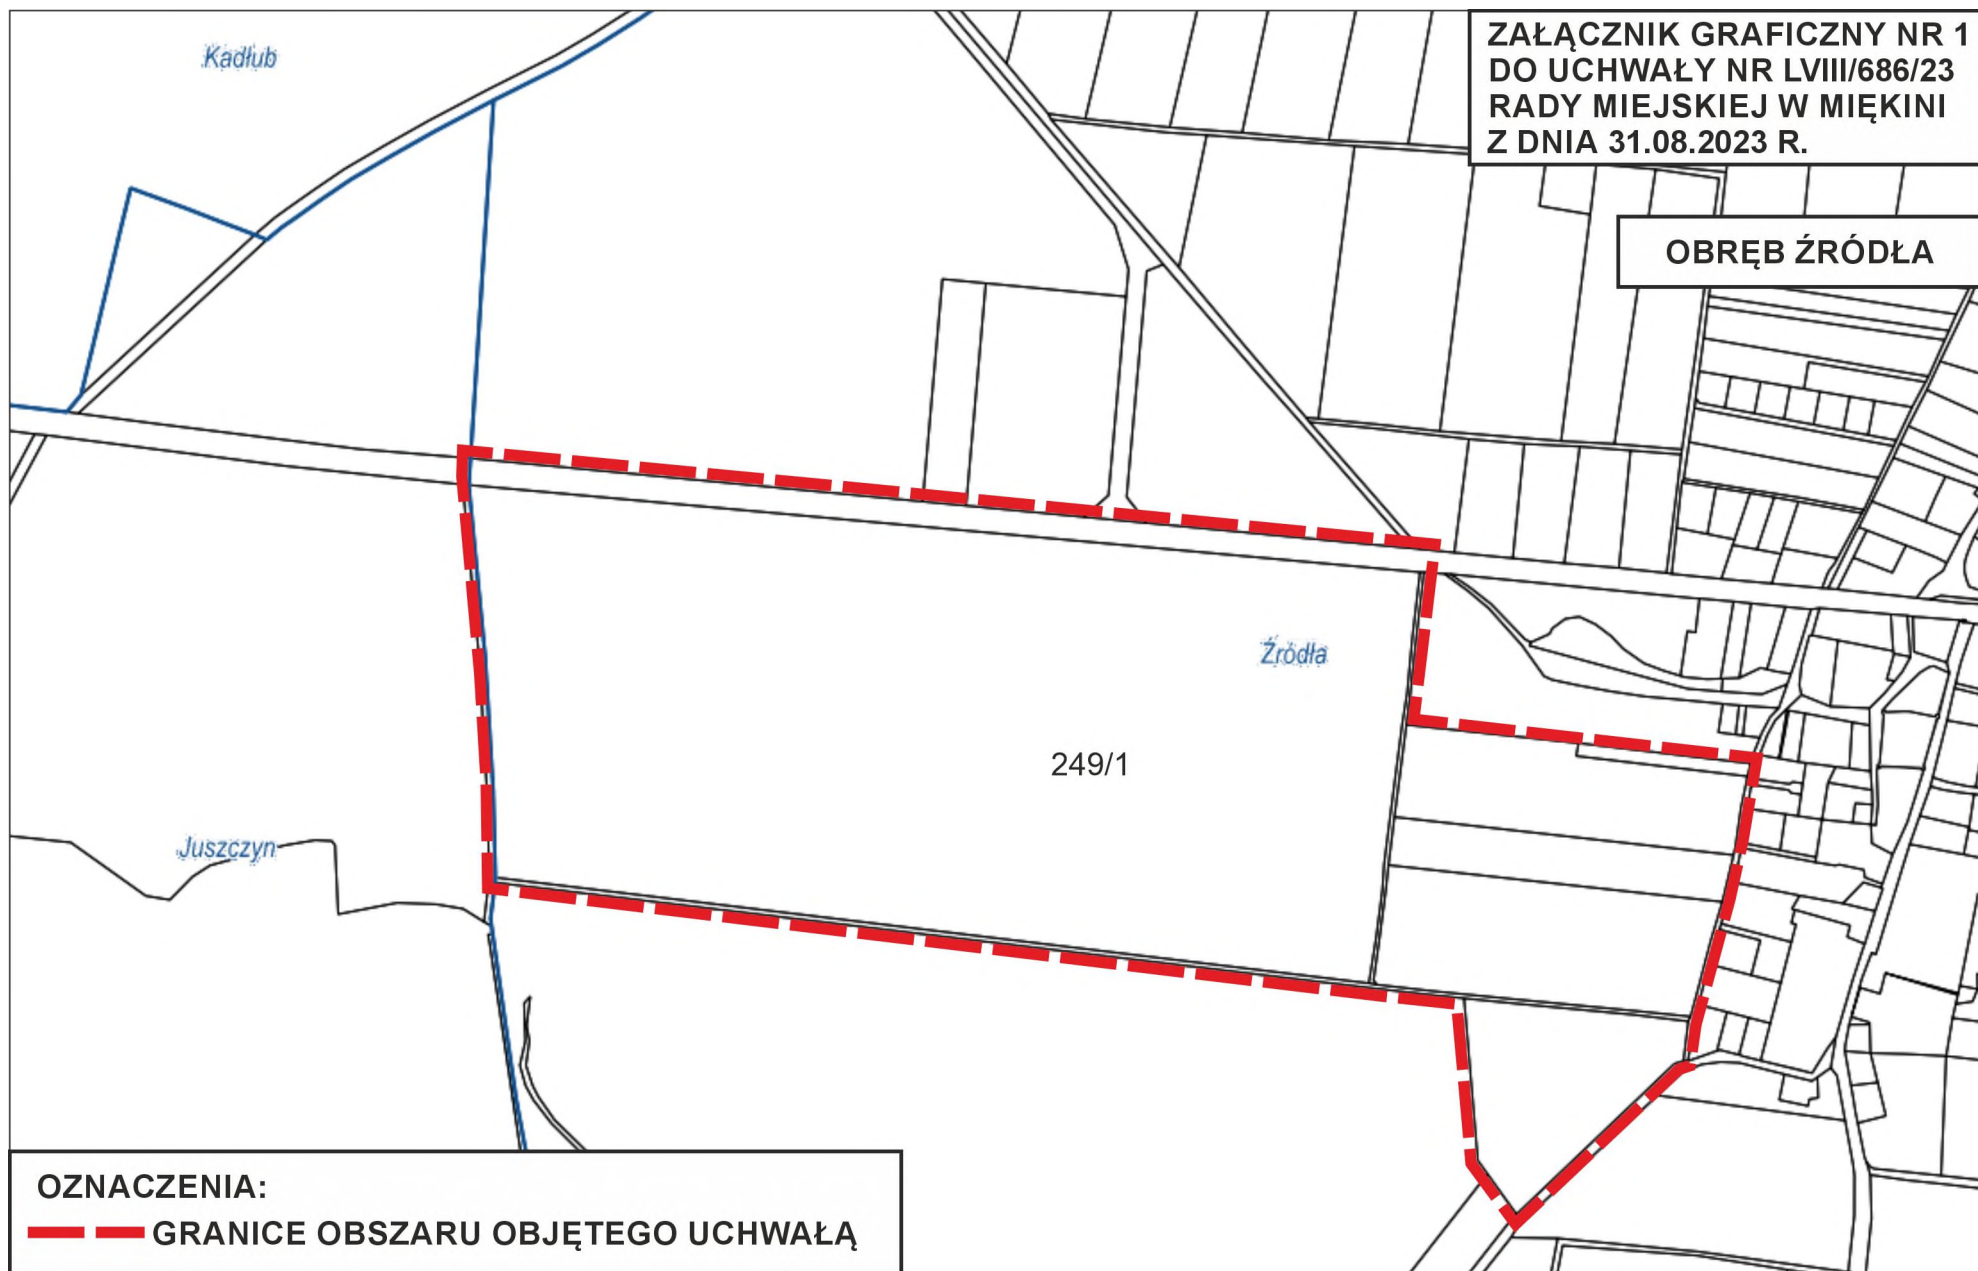 Kadłub
ZAŁĄCZNIK GRAFICZNY NR 1
DO UCHWAŁY NR LVIII/686/23
RADY MIEJSKIEJ W MIĘKINI
Z DNIA 31.08.2023 R.
OBRĘB ŹRÓDŁA
Źródła
249/1
Juszczyn
OZNACZENIA:
GRANICE OBSZARU OBJĘTEGO UCHWAŁĄ